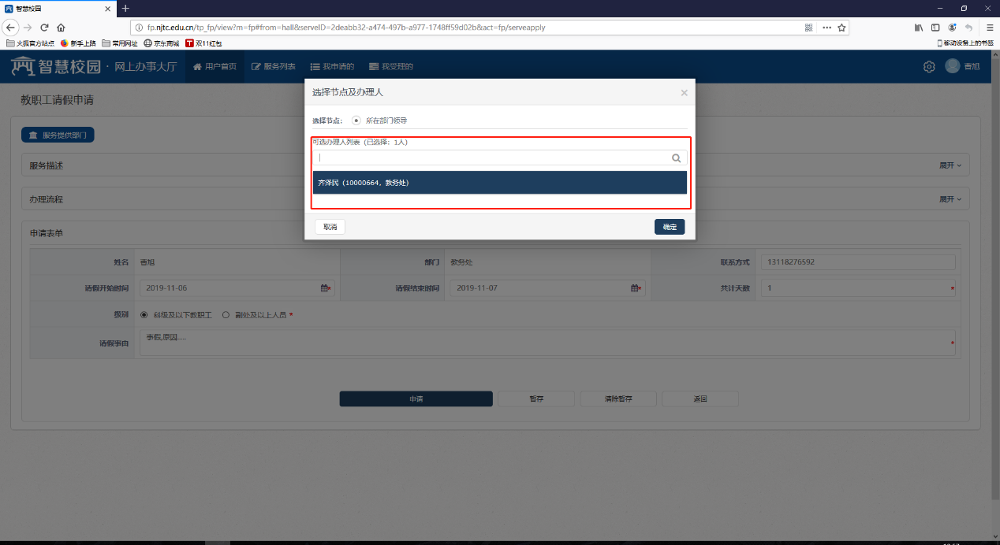 智慧校园
fp.njtc.edu.cn/tp_fp/view?m=fp#from=hall&serveID=2deabb32-a474-497b-a977-1748ff59d02b&act=fp/serveapply
火狐官方站点 新手上路 常用网址 京东商城 双11红包 移动设备上的书签
智慧校园 · 网上办事大厅 用户首页 服务列表 我申请的 我受理的 曹旭
教职工请假申请
服务提供部门
服务描述 展开
办理流程 展开
申请表单
选择节点及办理人
选择节点: 所在部门领导
可选办理人列表 (已选择: 1人)
齐泽民 (10000664, 教务处)
取消 确定
姓名 曹旭 部门 教务处 联系方式 13118276592
请假开始时间 2019-11-06 * 请假结束时间 2019-11-07 * 共计天数 1 *
级别 科级及以下教职工 副处及以上人员 *
请假事由 事假,原因..... *
申请 暂存 清除暂存 返回